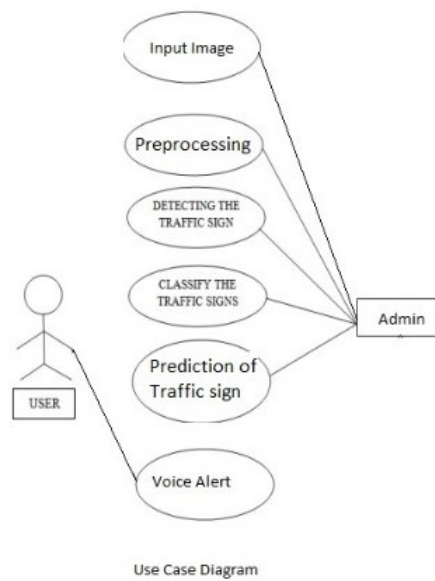 Input Image
Preprocessing
DETECTING THE
TRAFFIC SIGN
CLASSIFY THE
TRAFFIC SIGNS
Admin
Prediction of
Traffic sign
USER
Voice Alert
Use Case Diagram